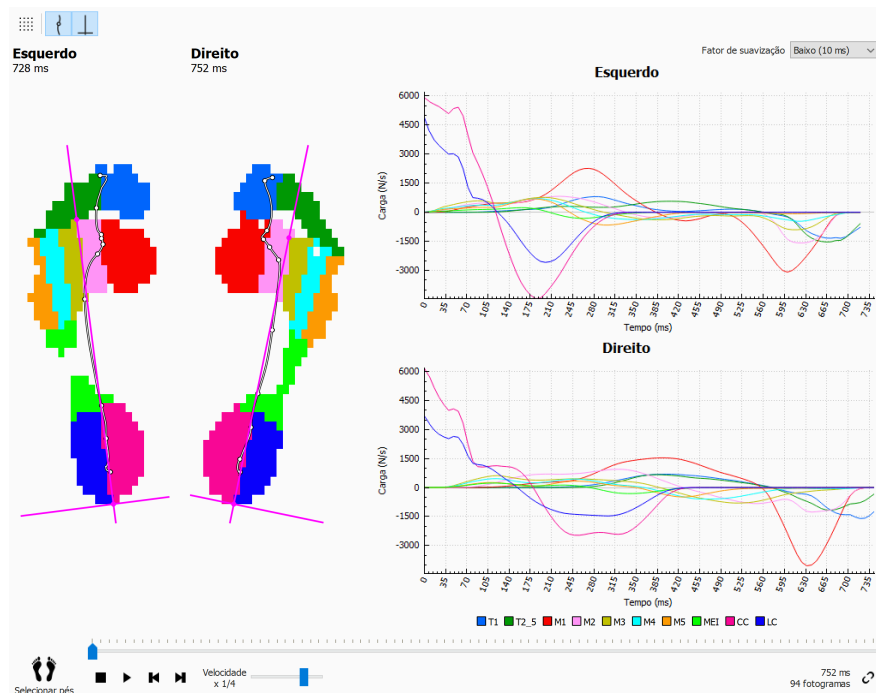 Esquerdo
728 ms
Direito
752 ms
Fator de suavização Baixo (10 ms)
Esquerdo
Carga (N/s)
6000
4500
3000
1500
0
-1500
-3000
0 35 70 105 140 175 210 245 280 315 350 385 420 455 490 525 560 595 630 665 700 735
Tempo (ms)
Direito
Carga (N/s)
6000
4500
3000
1500
0
-1500
-3000
0 35 70 105 140 175 210 245 280 315 350 385 420 455 490 525 560 595 630 665 700 735
Tempo (ms)
T1 T2_5 M1 M2 M3 M4 M5 MEI CC LC
Selecionar pés
Velocidade
x 1/4
752 ms
94 fotogramas